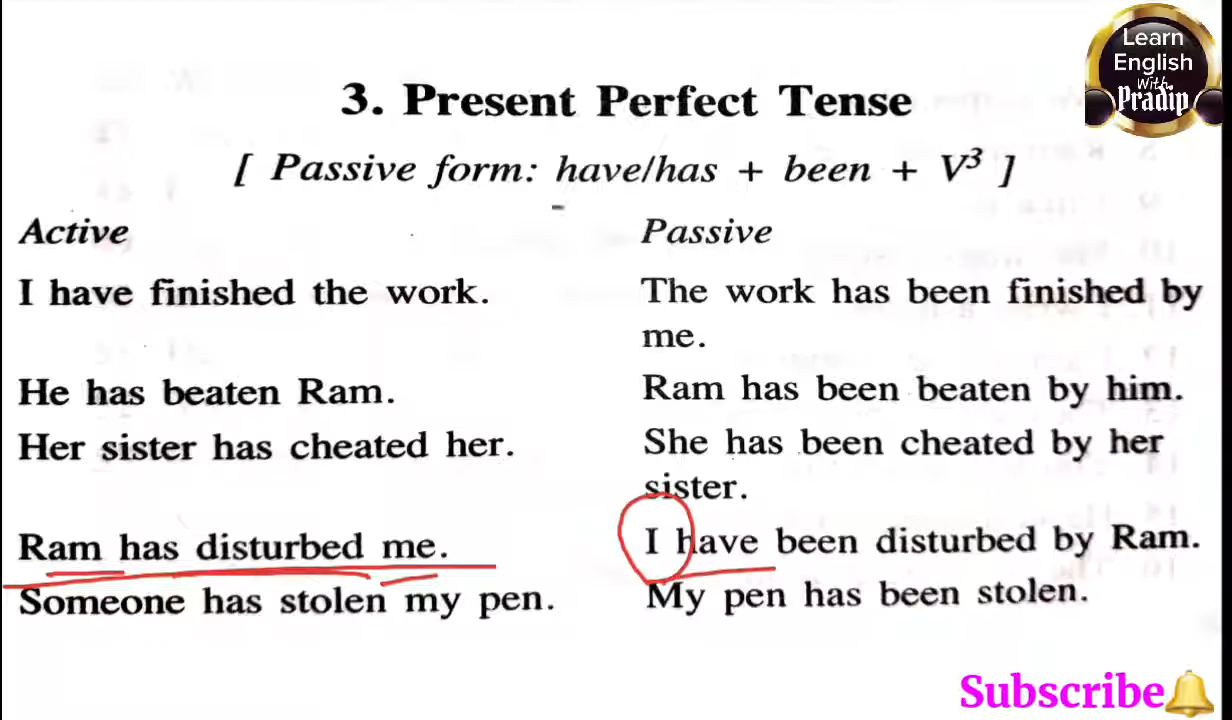 Learn
English
With
Pradip
3. Present Perfect Tense
[ Passive form: have/has + been + V³ ]
Active Passive
I have finished the work. The work has been finished by
me.
He has beaten Ram. Ram has been beaten by him.
Her sister has cheated her. She has been cheated by her
sister.
Ram has disturbed me. I have been disturbed by Ram.
Someone has stolen my pen. My pen has been stolen.
Subscribe